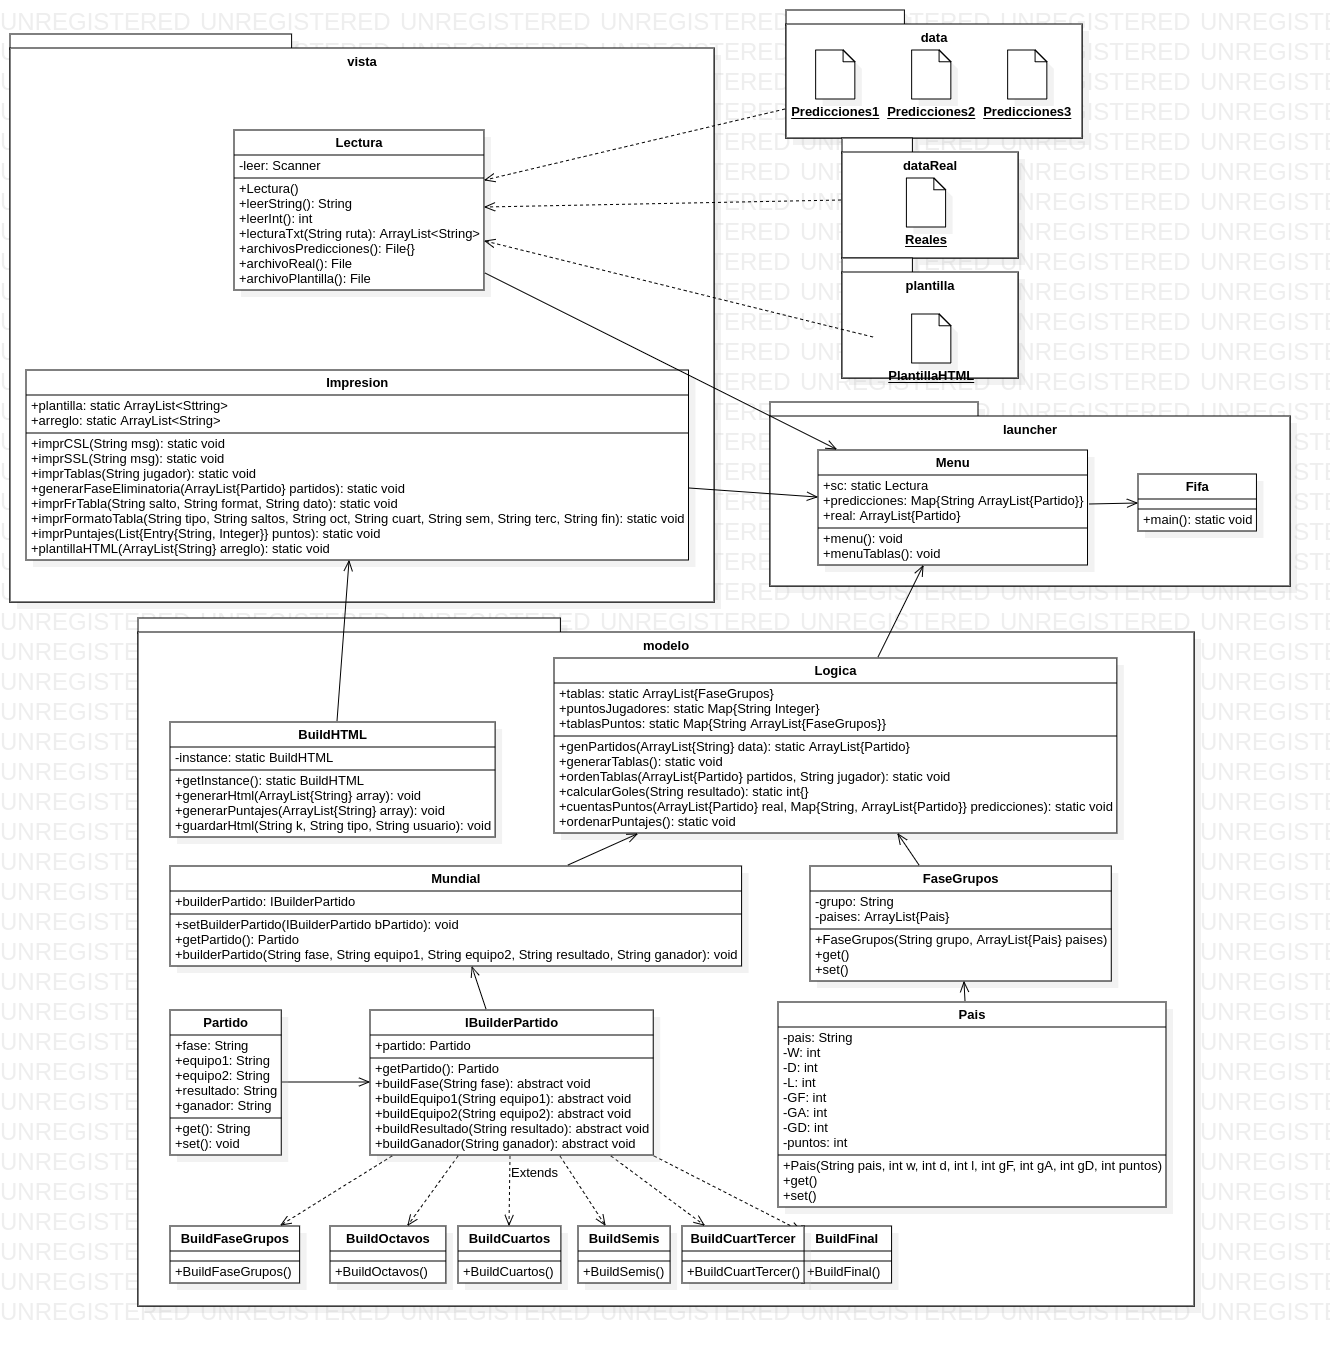 vista
Lectura
-leer: Scanner
+Lectura()
+leerString(): String
+leerInt(): int
+lecturaTxt(String ruta): ArrayList<String>
+archivosPredicciones(): File{}
+archivoReal(): File
+archivoPlantilla(): File
Impresion
+plantilla: static ArrayList<Sttring>
+arreglo: static ArrayList<String>
+imprCSL(String msg): static void
+imprSSL(String msg): static void
+imprTablas(String jugador): static void
+generarFaseEliminatoria(ArrayList{Partido} partidos): static void
+imprFrTabla(String salto, String format, String dato): static void
+imprFormatoTabla(String tipo, String saltos, String oct, String cuart, String sem, String terc, String fin): static void
+imprPuntajes(List{Entry{String, Integer}} puntos): static void
+plantillaHTML(ArrayList{String} arreglo): static void
data
Predicciones1
Predicciones2
Predicciones3
dataReal
Reales
plantilla
PlantillaHTML
launcher
Menu
+sc: static Lectura
+predicciones: Map{String ArrayList{Partido}}
+real: ArrayList{Partido}
+menu(): void
+menuTablas(): void
Fifa
+main(): static void
modelo
Logica
+tablas: static ArrayList{FaseGrupos}
+puntosJugadores: static Map{String Integer}
+tablasPuntos: static Map{String ArrayList{FaseGrupos}}
+genPartidos(ArrayList{String} data): static ArrayList{Partido}
+generarTablas(): static void
+ordenTablas(ArrayList{Partido} partidos, String jugador): static void
+calcularGoles(String resultado): static int{}
+cuentasPuntos(ArrayList{Partido} real, Map{String, ArrayList{Partido}} predicciones): static void
+ordenarPuntajes(): static void
BuildHTML
-instance: static BuildHTML
+getInstance(): static BuildHTML
+generarHtml(ArrayList{String} array): void
+generarPuntajes(ArrayList{String} array): void
+guardarHtml(String k, String tipo, String usuario): void
Mundial
+builderPartido: IBuilderPartido
+setBuilderPartido(IBuilderPartido bPartido): void
+getPartido(): Partido
+builderPartido(String fase, String equipo1, String equipo2, String resultado, String ganador): void
FaseGrupos
-grupo: String
-paises: ArrayList{Pais}
+FaseGrupos(String grupo, ArrayList{Pais} paises)
+get()
+set()
Partido
+fase: String
+equipo1: String
+equipo2: String
+resultado: String
+ganador: String
+get(): String
+set(): void
IBuilderPartido
+partido: Partido
+getPartido(): Partido
+buildFase(String fase): abstract void
+buildEquipo1(String equipo1): abstract void
+buildEquipo2(String equipo2): abstract void
+buildResultado(String resultado): abstract void
+buildGanador(String ganador): abstract void
Pais
-pais: String
-W: int
-D: int
-L: int
-GF: int
-GA: int
-GD: int
-puntos: int
+Pais(String pais, int w, int d, int l, int gF, int gA, int gD, int puntos)
+get()
+set()
Extends
BuildFaseGrupos
+BuildFaseGrupos()
BuildOctavos
+BuildOctavos()
BuildCuartos
+BuildCuartos()
BuildSemis
+BuildSemis()
BuildCuartTercer
+BuildCuartTercer()
BuildFinal
+BuildFinal()